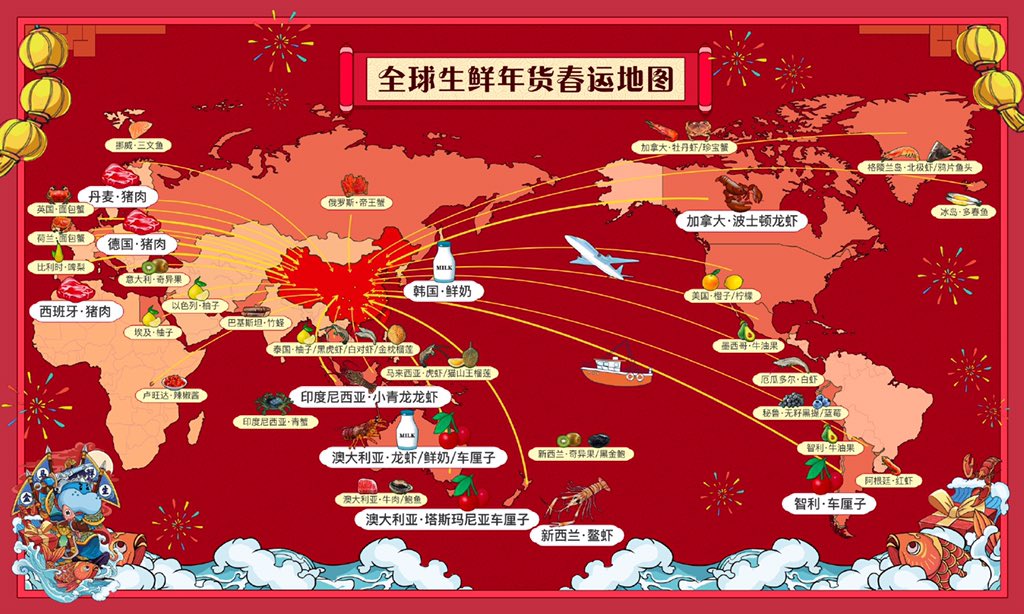 全球生鲜年货春运地图
挪威·三文鱼
加拿大·牡丹虾/珍宝蟹
格陵兰岛·北极虾/鸦片鱼头
丹麦·猪肉
俄罗斯·帝王蟹
英国·面包蟹
冰岛·多春鱼
加拿大·波士顿龙虾
荷兰·面包蟹
德国·猪肉
比利时·啤梨
意大利·奇异果
MILK
韩国·鲜奶
美国·橙子/柠檬
西班牙·猪肉
以色列·柚子
埃及·柚子
巴基斯坦·竹蛏
泰国·柚子/黑虎虾/白对虾/金枕榴莲
墨西哥·牛油果
马来西亚·虎虾/猫山王榴莲
厄瓜多尔·白虾
卢旺达·辣椒酱
印度尼西亚·小青龙龙虾
秘鲁·无籽黑提/蓝莓
印度尼西亚·青蟹
MILK
澳大利亚·龙虾/鲜奶/车厘子
新西兰·奇异果/黑金鲍
智利·牛油果
阿根廷·红虾
澳大利亚·牛肉/鲍鱼
智利·车厘子
澳大利亚·塔斯玛尼亚车厘子
新西兰·鳌虾